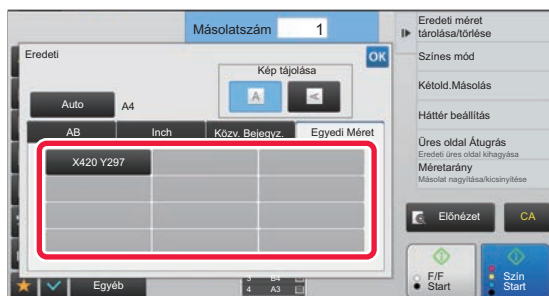 Másolatszám 1
Eredeti
OK
Kép tájolása
A A
Auto A4
AB Inch Közv. Bejegyz. Egyedi Méret
X420 Y297
Egyéb
3 B4
4 A3
Eredeti méret
tárolása/törlése
Színes mód
Kétold.Másolás
Háttér beállítás
Üres oldal Átugrás
Eredeti üres oldal kihagyása
Méretarány
Másolat nagyítása/kicsinyítése
Előnézet CA
F/F
Start
Szín
Start